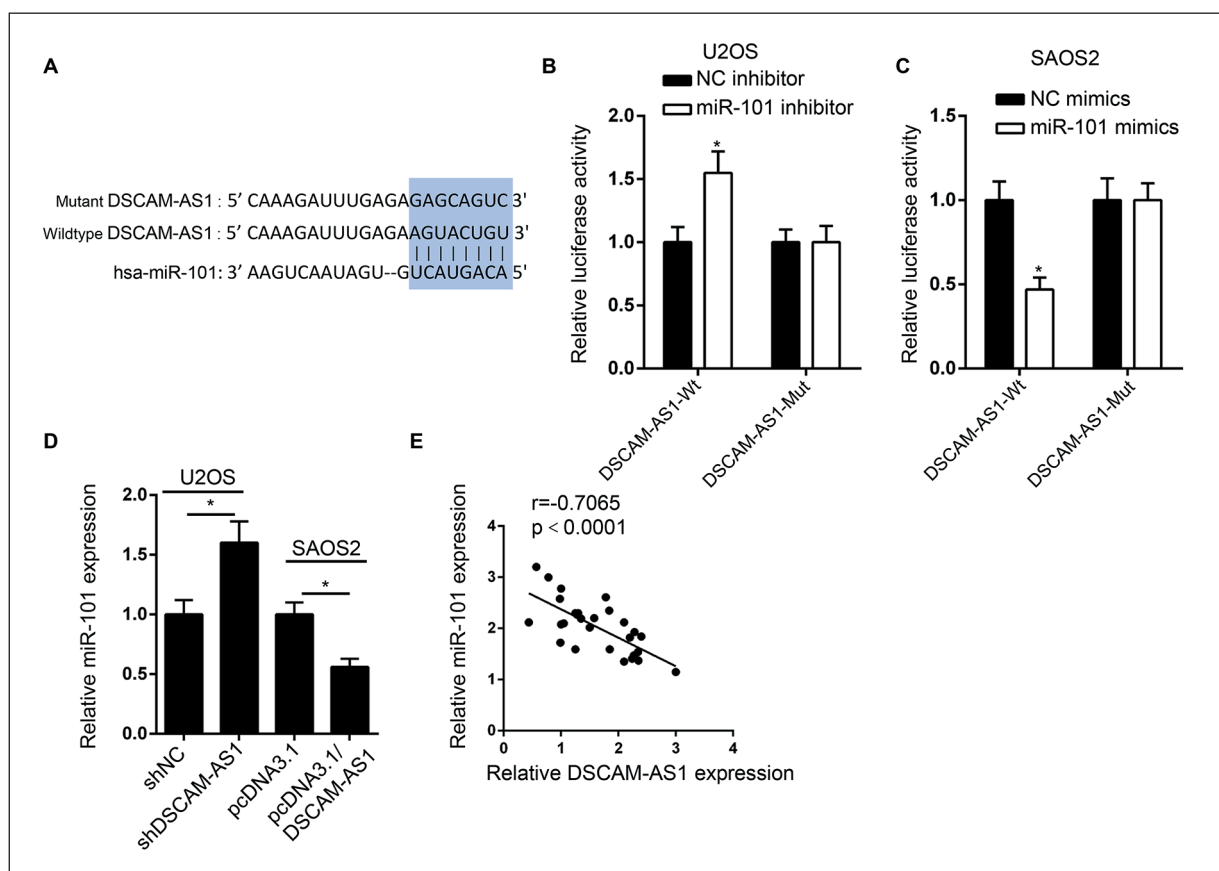 A
Mutant DSCAM-AS1 : 5’ CAAAGAUUUGAGAGAGCAGUC 3'
Wildtype DSCAM-AS1 : 5’ CAAAGAUUUGAGAAGUACUGU 3'
hsa-miR-101: 3’ AAGUCAAUAGU--GUCAUGACA 5'
B
U2OS
NC inhibitor
miR-101 inhibitor
Relative luciferase activity
2.0
1.5
1.0
0.5
0.0
*
DSCAM-AS1-Wt
DSCAM-AS1-Mut
C
SAOS2
NC mimics
miR-101 mimics
Relative luciferase activity
1.5
1.0
0.5
0.0
*
DSCAM-AS1-Wt
DSCAM-AS1-Mut
D
U2OS
*
SAOS2
*
Relative miR-101 expression
2.0
1.5
1.0
0.5
0.0
shNC
shDSCAM-AS1
pcDNA3.1
pcDNA3.1/
DSCAM-AS1
E
r=-0.7065
p < 0.0001
Relative miR-101 expression
4
3
2
1
0
0 1 2 3 4
Relative DSCAM-AS1 expression